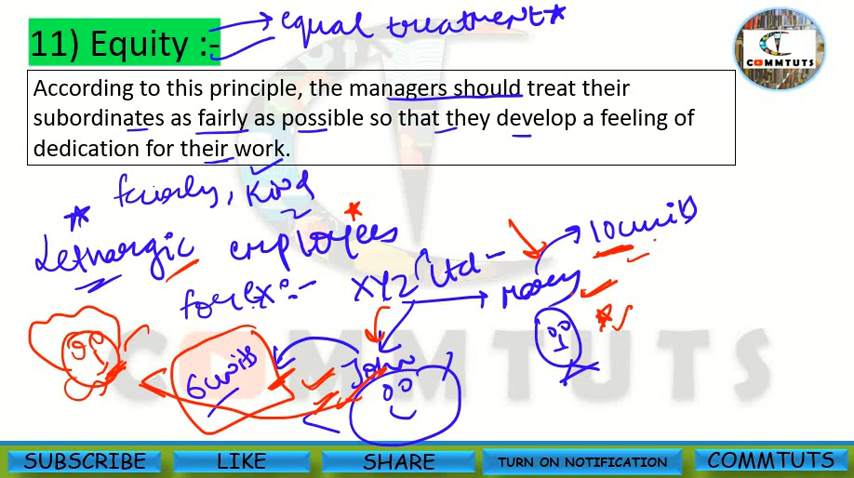 11) Equity :-
equal treatment
COMMTUTS
According to this principle, the managers should treat their
subordinates as fairly as possible so that they develop a feeling of
dedication for their work.
fairly, Kind
Lethargic employees
for Ex:- XYZ Ltd -
10 units
6 units
John
COMMTUTS
SUBSCRIBE
LIKE
SHARE
TURN ON NOTIFICATION
COMMTUTS